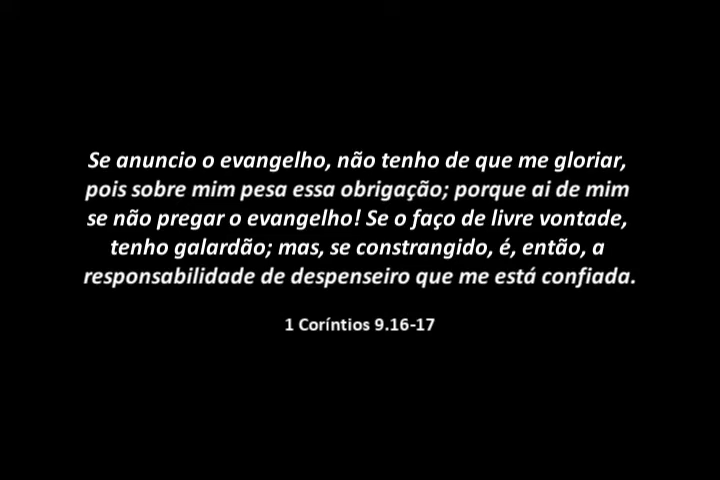 Se anuncio o evangelho, não tenho de que me gloriar,
pois sobre mim pesa essa obrigação; porque ai de mim
se não pregar o evangelho! Se o faço de livre vontade,
tenho galardão; mas, se constrangido, é, então, a
responsabilidade de despenseiro que me está confiada.
1 Coríntios 9.16-17